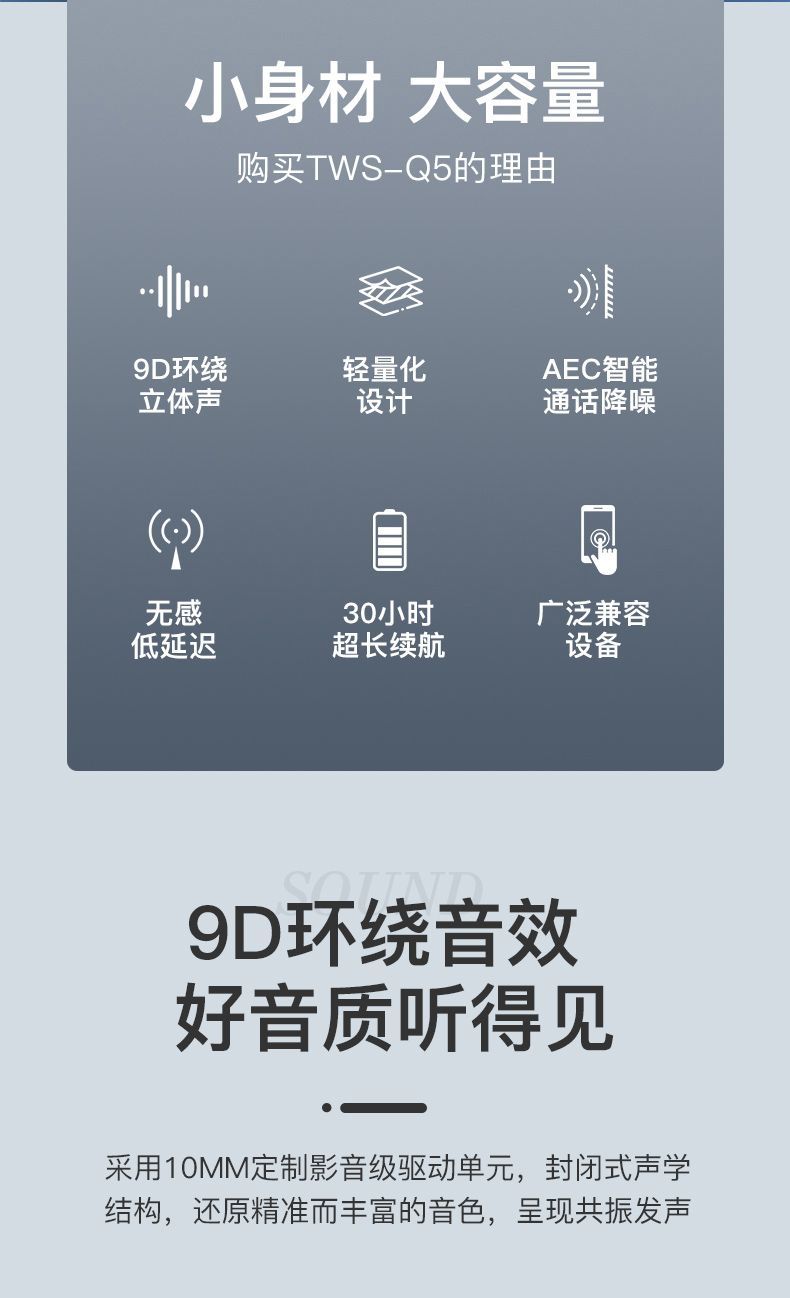 小身材 大容量
购买TWS-Q5的理由
9D环绕
立体声
轻量化
设计
AEC智能
通话降噪
无感
低延迟
30小时
超长续航
广泛兼容
设备
SOUND
9D环绕音效
好音质听得见
采用10MM定制影音级驱动单元，封闭式声学
结构，还原精准而丰富的音色，呈现共振发声